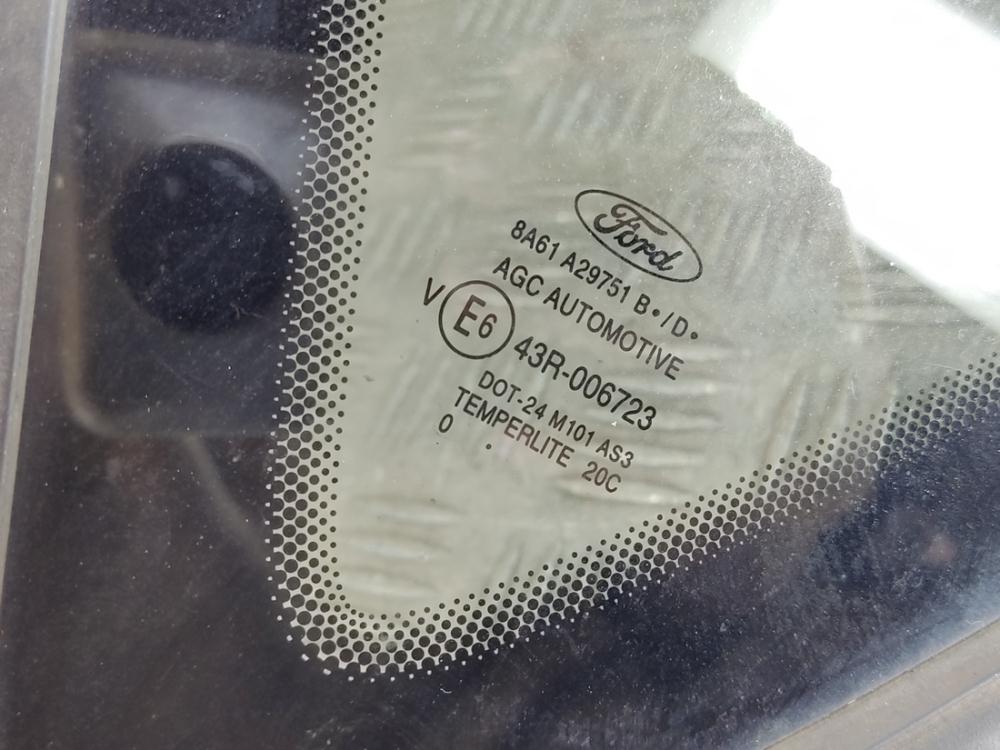 Ford
8A61 A29751 B•/D•
AGC AUTOMOTIVE
V E6 43R-006723
DOT-24 M101 AS3
TEMPERLITE 20C
0 .